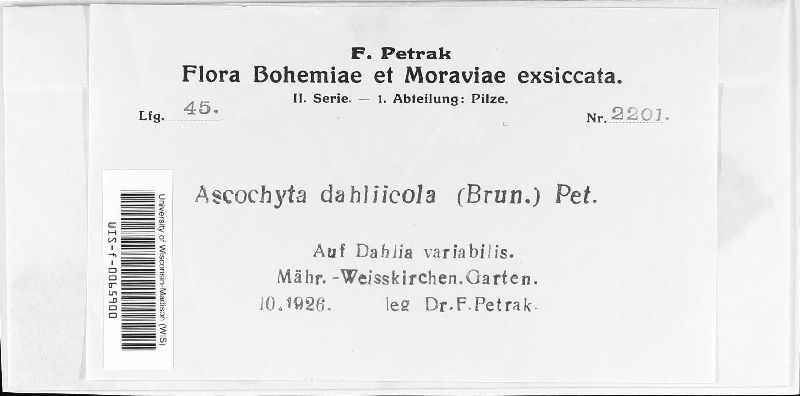 F. Petrak
Flora Bohemiae et Moraviae exsiccata.
II. Serie. — 1. Abteilung: Pilze.
Lfg. 45.
Nr. 2201.
Ascochyta dahliicola (Brun.) Pet.
Auf Dahlia variabilis.
Mähr.-Weisskirchen.Garten.
10.1926. leg Dr.F.Petrak.
University of Wisconsin-Madison (WIS)
WIS-f-0065900